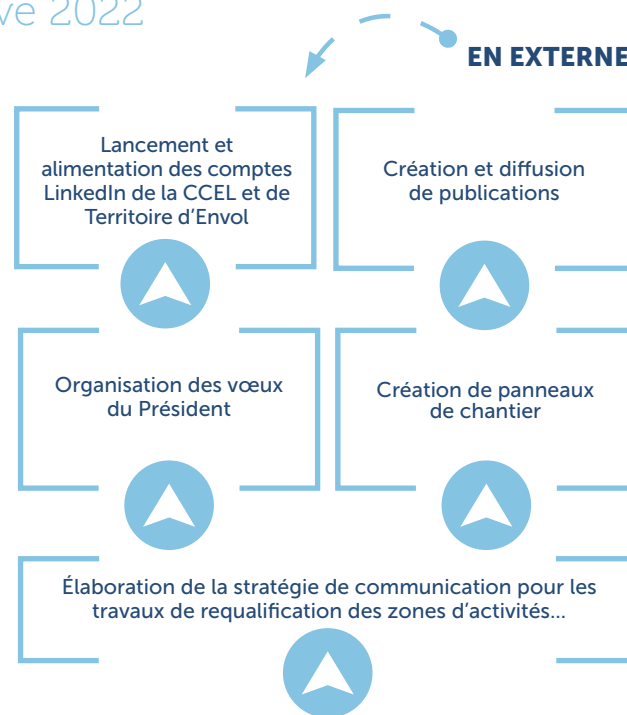 ve 2022
EN EXTERNE
Lancement et
alimentation des comptes
LinkedIn de la CCEL et de
Territoire d'Envol
Création et diffusion
de publications
Organisation des vœux
du Président
Création de panneaux
de chantier
Élaboration de la stratégie de communication pour les
travaux de requalification des zones d'activités...